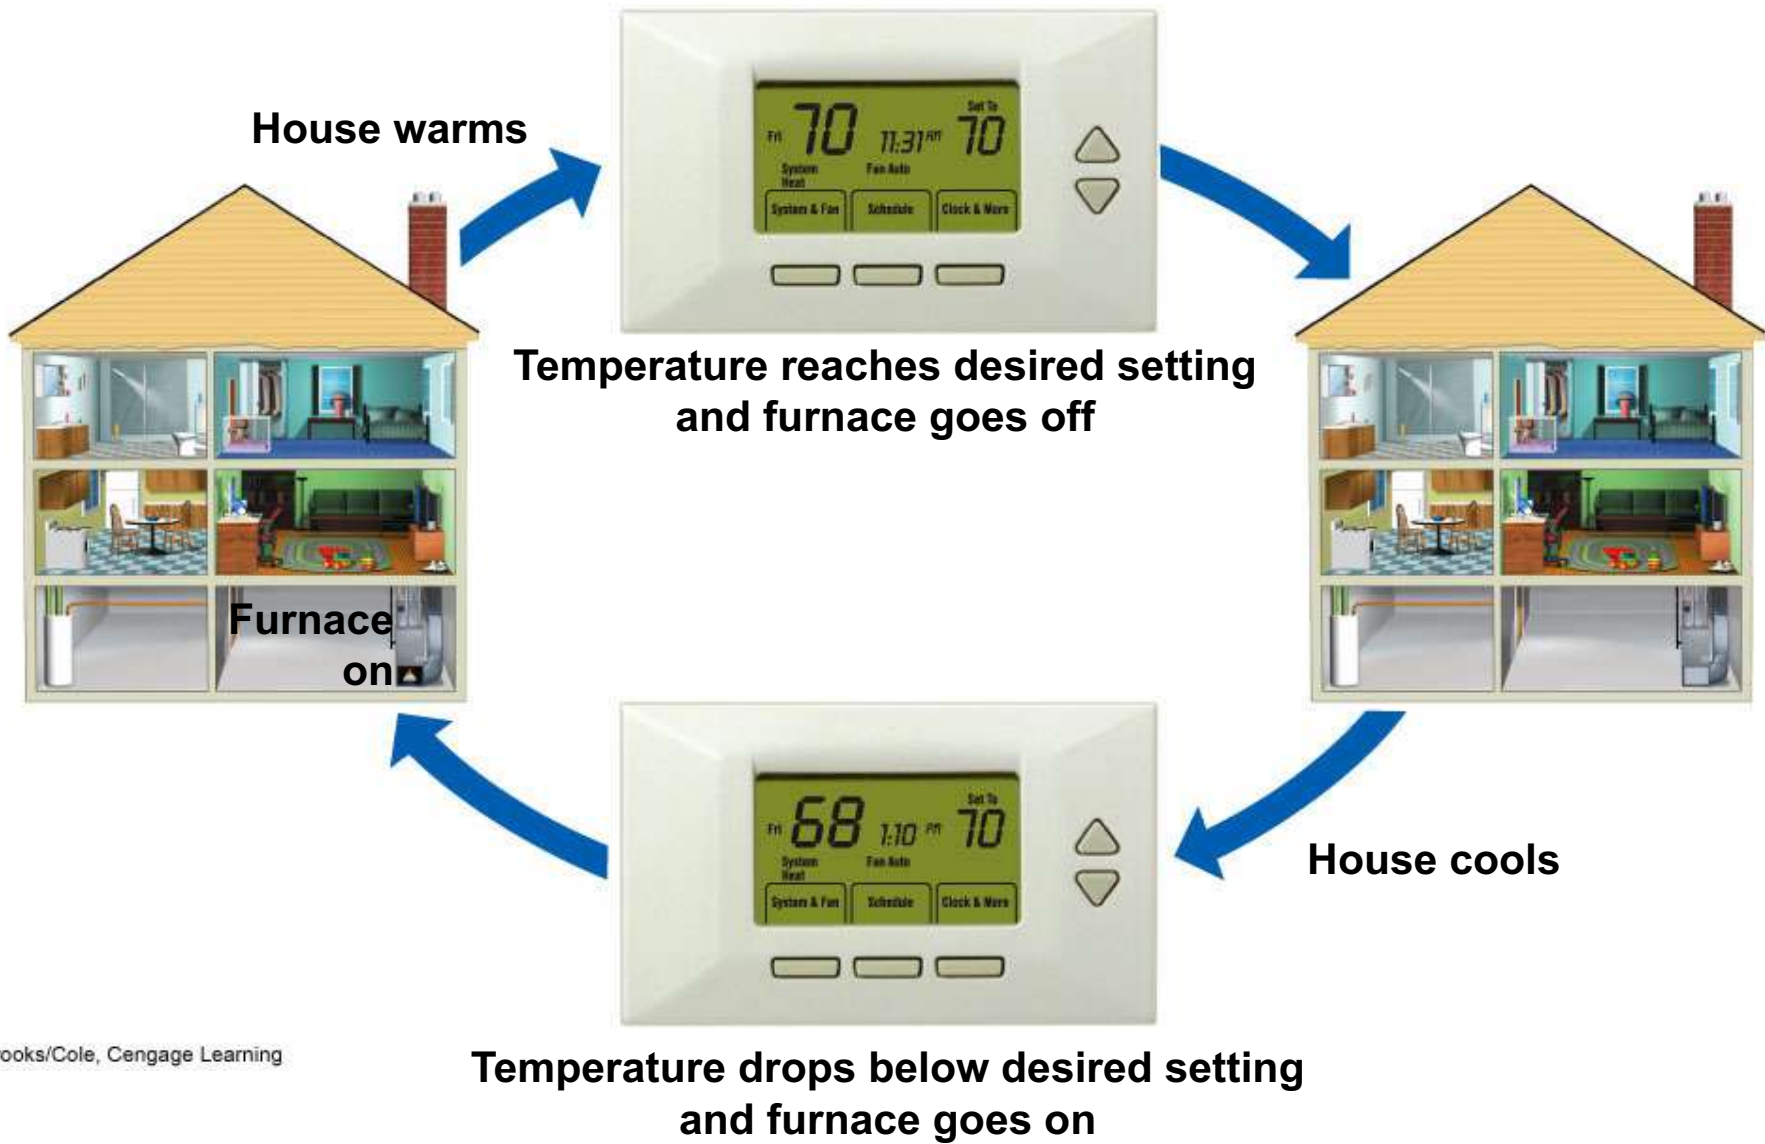 House warms
Fri 70 11:31 AM Set To 70
System Heat Fan Auto
System & Fan Schedule Clock & More
Temperature reaches desired setting
and furnace goes off
Furnace
on
Fri 68 1:10 PM Set To 70
System Heat Fan Auto
System & Fan Schedule Clock & More
House cools
ooks/Cole, Cengage Learning
Temperature drops below desired setting
and furnace goes on